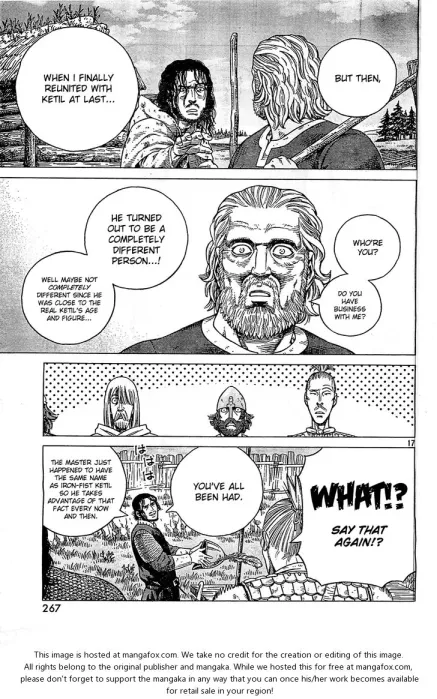 BUT THEN,
WHEN I FINALLY
REUNITED WITH
KETIL AT LAST...
WHO'RE
YOU?
DO YOU
HAVE
BUSINESS
WITH ME?
HE TURNED
OUT TO BE A
COMPLETELY
DIFFERENT
PERSON...!
WELL MAYBE NOT
COMPLETELY
DIFFERENT SINCE HE
WAS CLOSE TO THE
REAL KETIL'S AGE
AND FIGURE...
17
WHAT!?
SAY THAT
AGAIN!?
YOU'VE ALL
BEEN HAD.
ははは
THE MASTER JUST
HAPPENED TO HAVE
THE SAME NAME
AS IRON-FIST KETIL
SO HE TAKES
ADVANTAGE OF THAT
FACT EVERY NOW
AND THEN.
267
This image is hosted at mangafox.com. We take no credit for the creation or editing of this image.
All rights belong to the original publisher and mangaka. While we hosted this for free at mangafox.com,
please don't forget to support the mangaka in any way that you can once his/her work becomes available
for retail sale in your region!